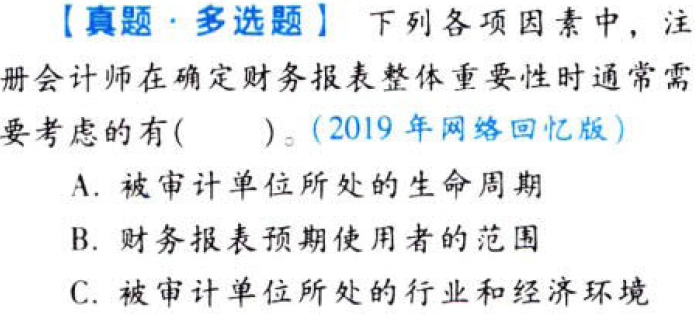 【真题·多选题】 下列各项因素中，注
册会计师在确定财务报表整体重要性时通常需
要考虑的有(　　)。(2019年网络回忆版)
A. 被审计单位所处的生命周期
B. 财务报表预期使用者的范围
C. 被审计单位所处的行业和经济环境